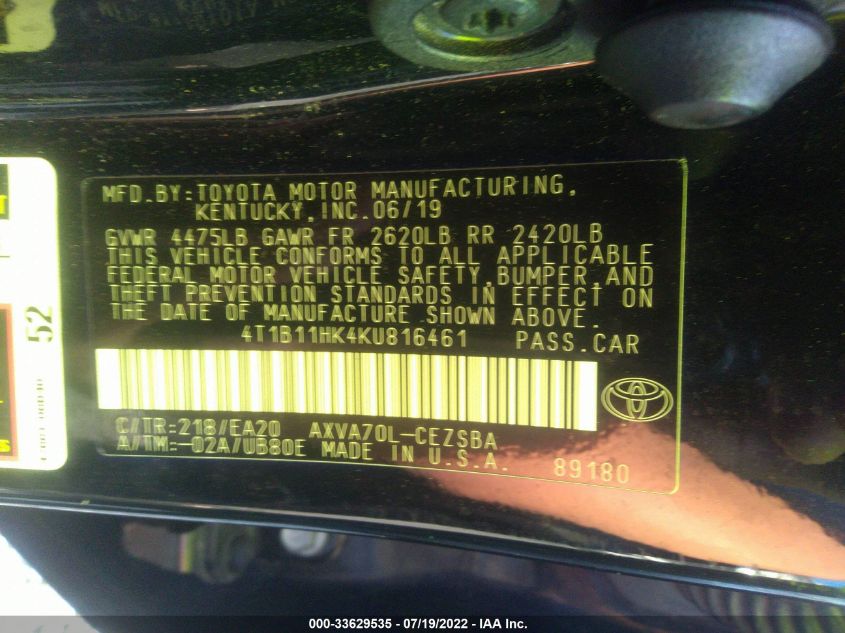 MFD.BY:TOYOTA MOTOR MANUFACTURING,
KENTUCKY,INC.06/19
GVWR 4475LB GAWR FR 2620LB RR 2420LB
THIS VEHICLE CONFORMS TO ALL APPLICABLE
FEDERAL MOTOR VEHICLE SAFETY,BUMPER,AND
THEFT PREVENTION STANDARDS IN EFFECT ON
THE DATE OF MANUFACTURE SHOWN ABOVE.
4T1B11HK4KU816461 PASS.CAR
C/TR:218/EA20 AXVA70L-CEZSBA
A/TM:-02A/UB80E MADE IN U.S.A. 89180
52
000-33629535 - 07/19/2022 - IAA Inc.